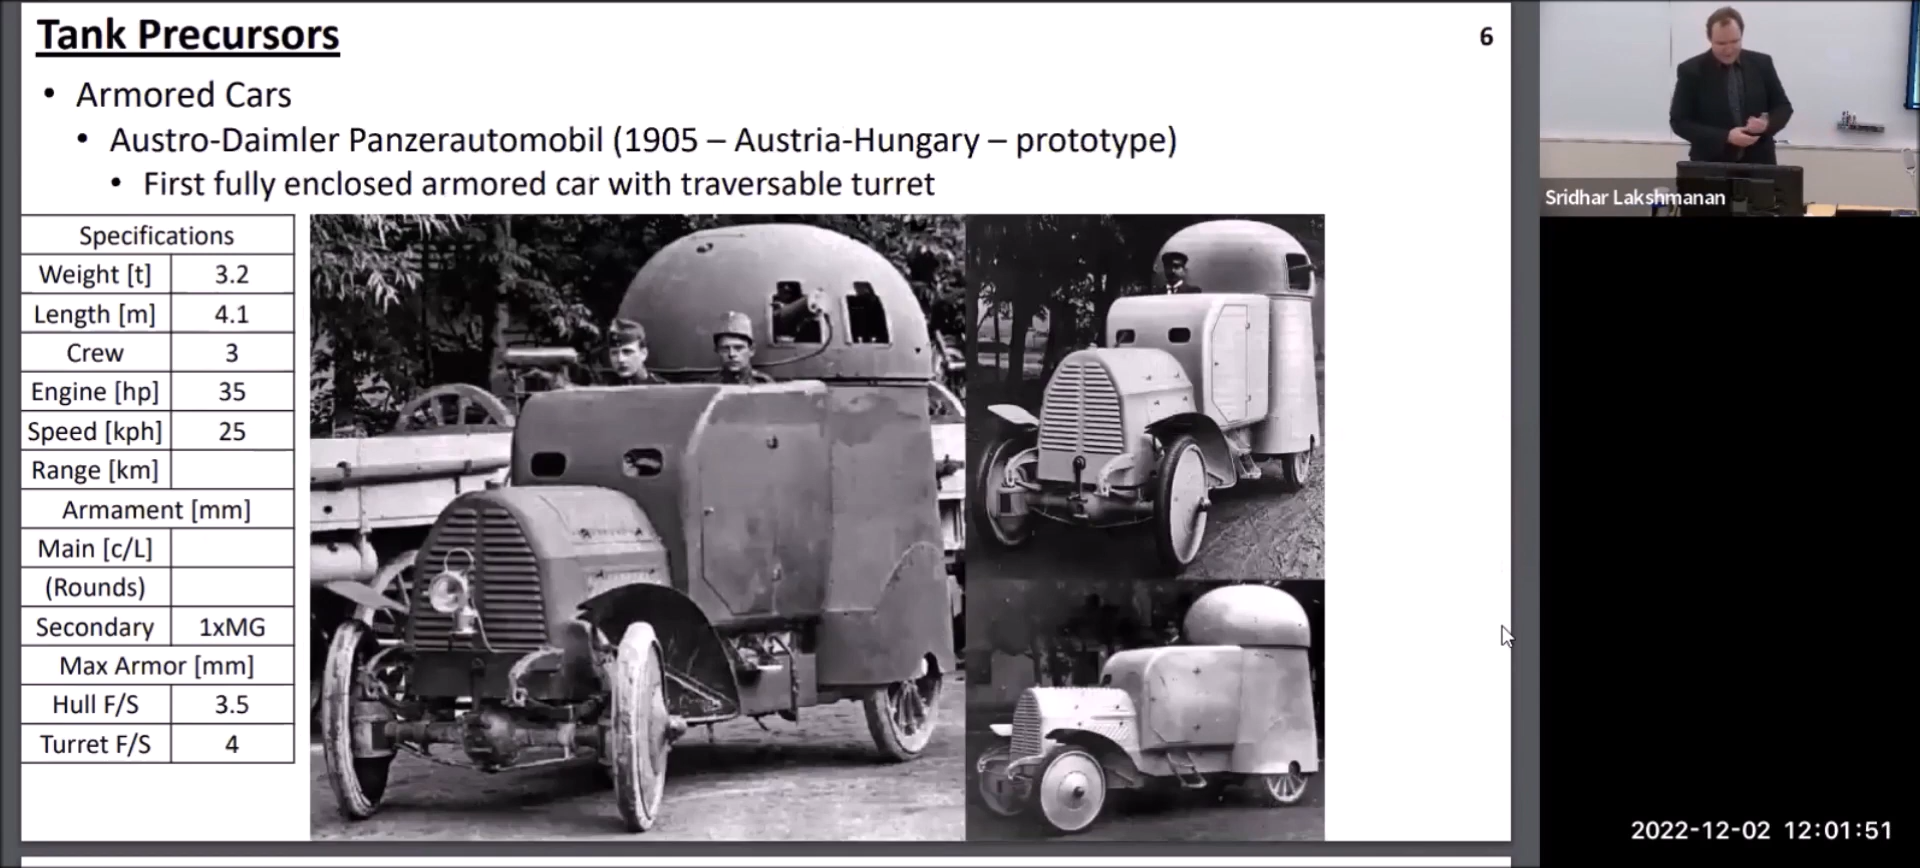 Tank Precursors
6
• Armored Cars
• Austro-Daimler Panzerautomobil (1905 – Austria-Hungary – prototype)
• First fully enclosed armored car with traversable turret
Specifications
Weight [t] 3.2
Length [m] 4.1
Crew 3
Engine [hp] 35
Speed [kph] 25
Range [km]
Armament [mm]
Main [c/L]
(Rounds)
Secondary 1xMG
Max Armor [mm]
Hull F/S 3.5
Turret F/S 4
Sridhar Lakshmanan
2022-12-02 12:01:51